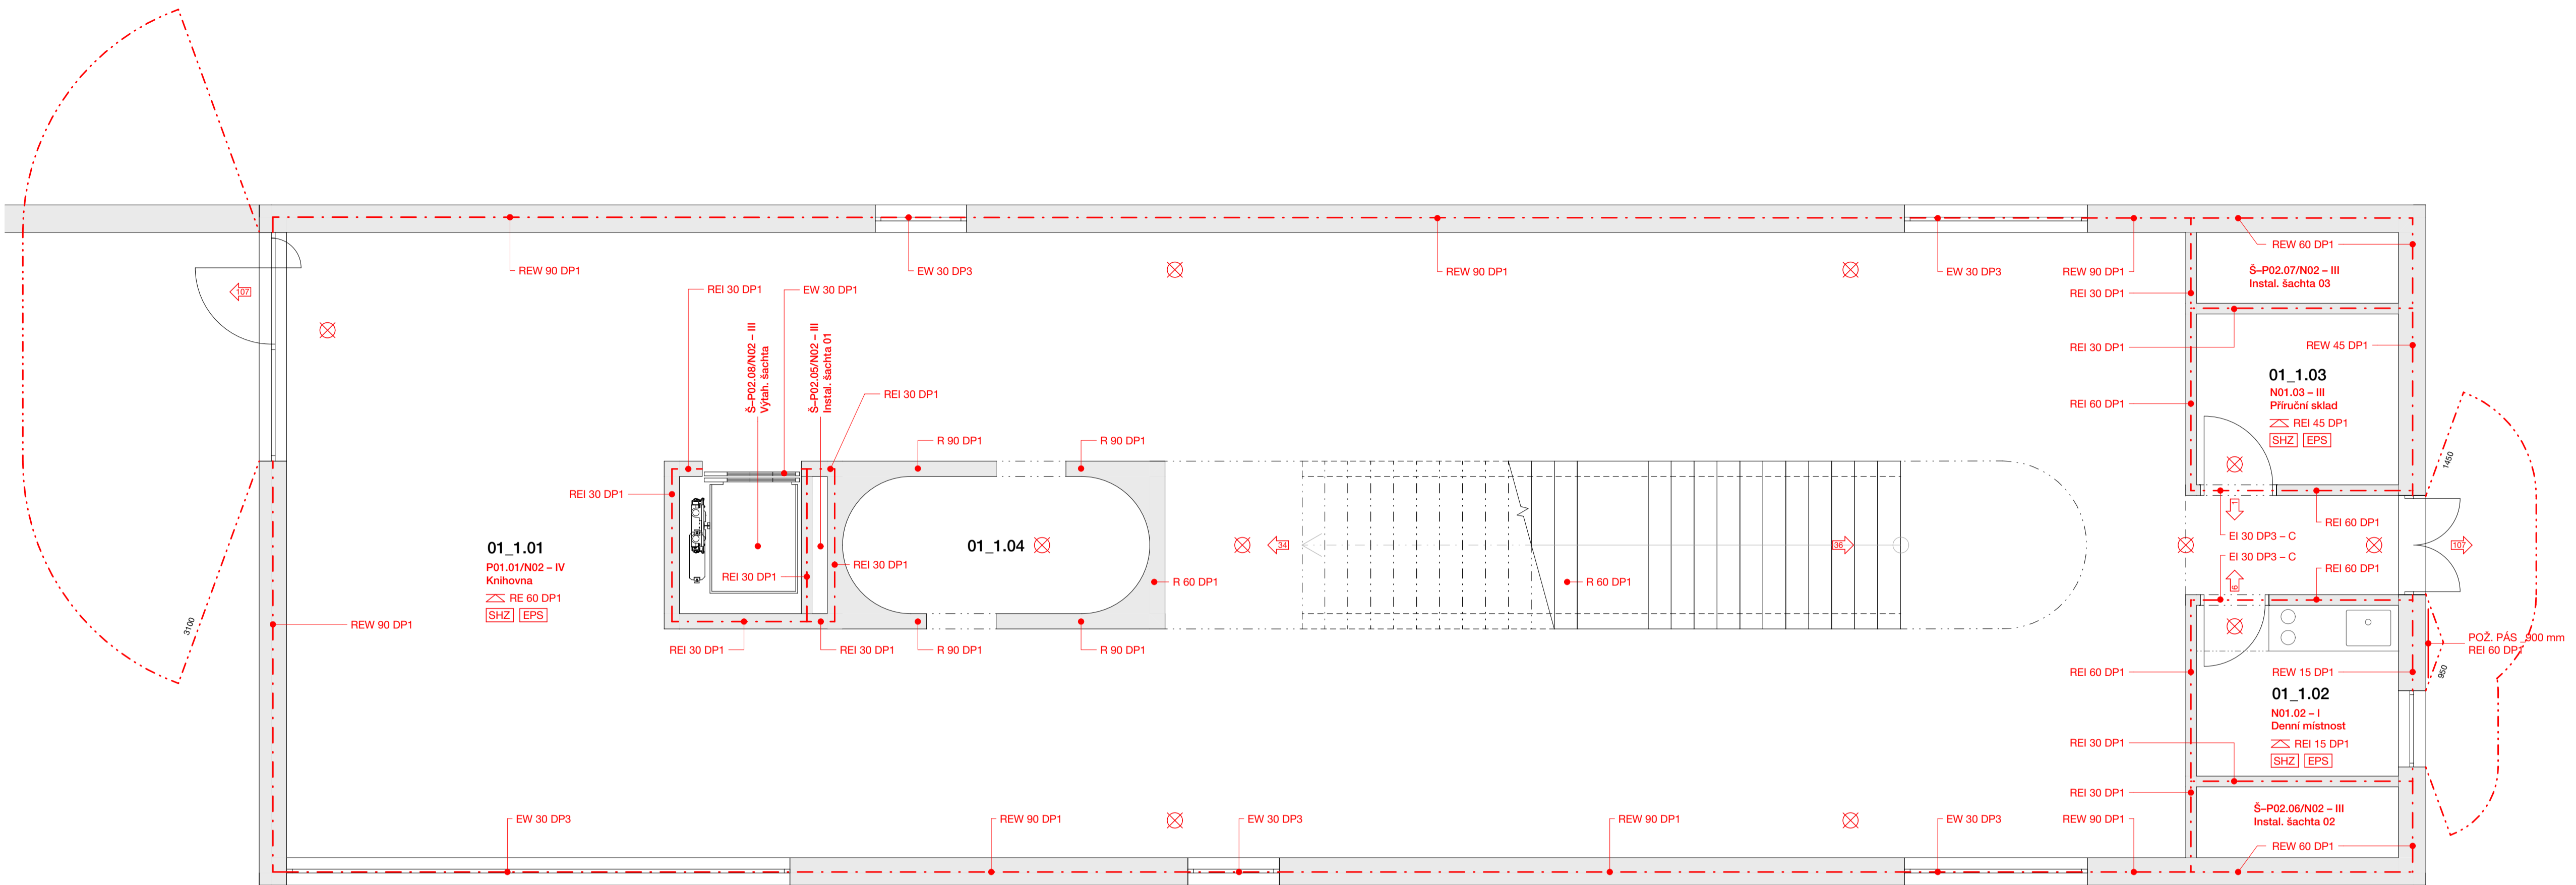 REW 90 DP1
EW 30 DP3
REW 90 DP1
EW 30 DP3
REW 90 DP1
REW 60 DP1
Š–P02.07/N02 – III
Instal. šachta 03
REI 30 DP1
107
REI 30 DP1
EW 30 DP1
Š–P02.08/N02 – III
Výtah. šachta
Š–P02.05/N02 – III
Instal. šachta 01
REI 30 DP1
REI 30 DP1
REW 45 DP1
01_1.03
N01.03 – III
Příruční sklad
REI 45 DP1
SHZ EPS
REI 60 DP1
R 90 DP1
R 90 DP1
1450
REI 30 DP1
1
REI 60 DP1
EI 30 DP3 – C
01_1.01
P01.01/N02 – IV
Knihovna
RE 60 DP1
SHZ EPS
01_1.04
34
36
107
REI 30 DP1
REI 30 DP1
R 60 DP1
R 60 DP1
EI 30 DP3 – C
REI 60 DP1
6
3100
REW 90 DP1
REI 30 DP1
REI 30 DP1
R 90 DP1
R 90 DP1
POŽ. PÁS _900 mm
REI 60 DP1
950
REI 60 DP1
REW 15 DP1
01_1.02
N01.02 – I
Denní místnost
REI 15 DP1
SHZ EPS
REI 30 DP1
REI 30 DP1
Š–P02.06/N02 – III
Instal. šachta 02
EW 30 DP3
REW 90 DP1
EW 30 DP3
REW 90 DP1
EW 30 DP3
REW 90 DP1
REW 60 DP1